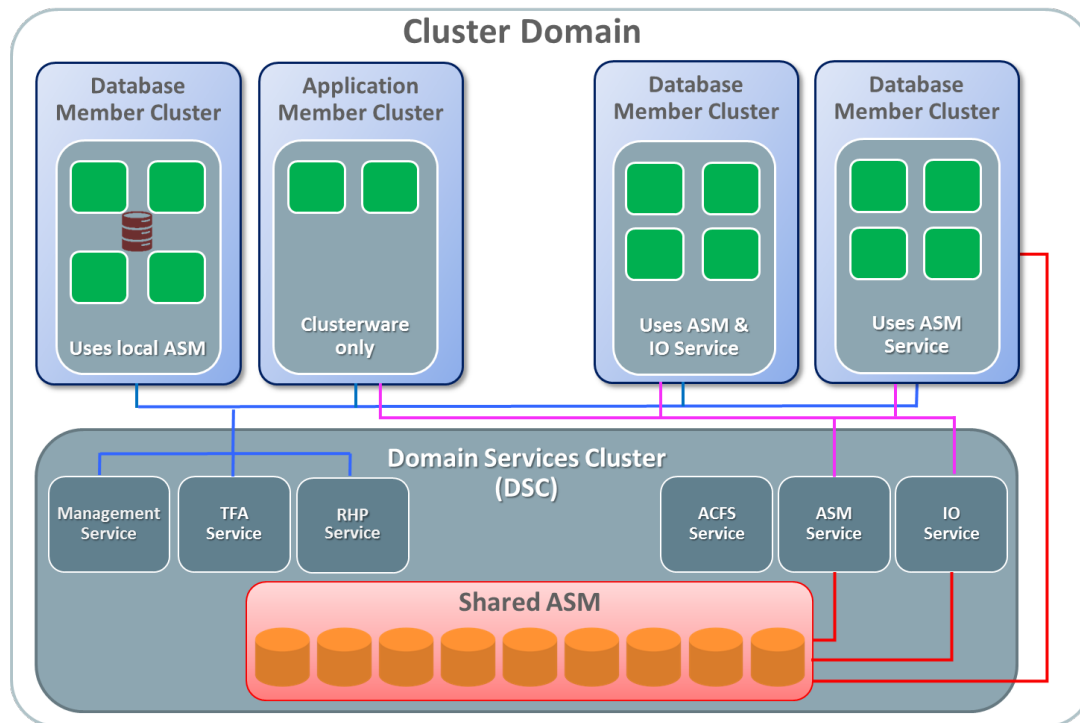 Cluster Domain
Database
Member Cluster
Uses local ASM
Application
Member Cluster
Clusterware
only
Database
Member Cluster
Uses ASM &
IO Service
Database
Member Cluster
Uses ASM
Service
Domain Services Cluster
(DSC)
Management
Service
TFA
Service
RHP
Service
ACFS
Service
ASM
Service
IO
Service
Shared ASM